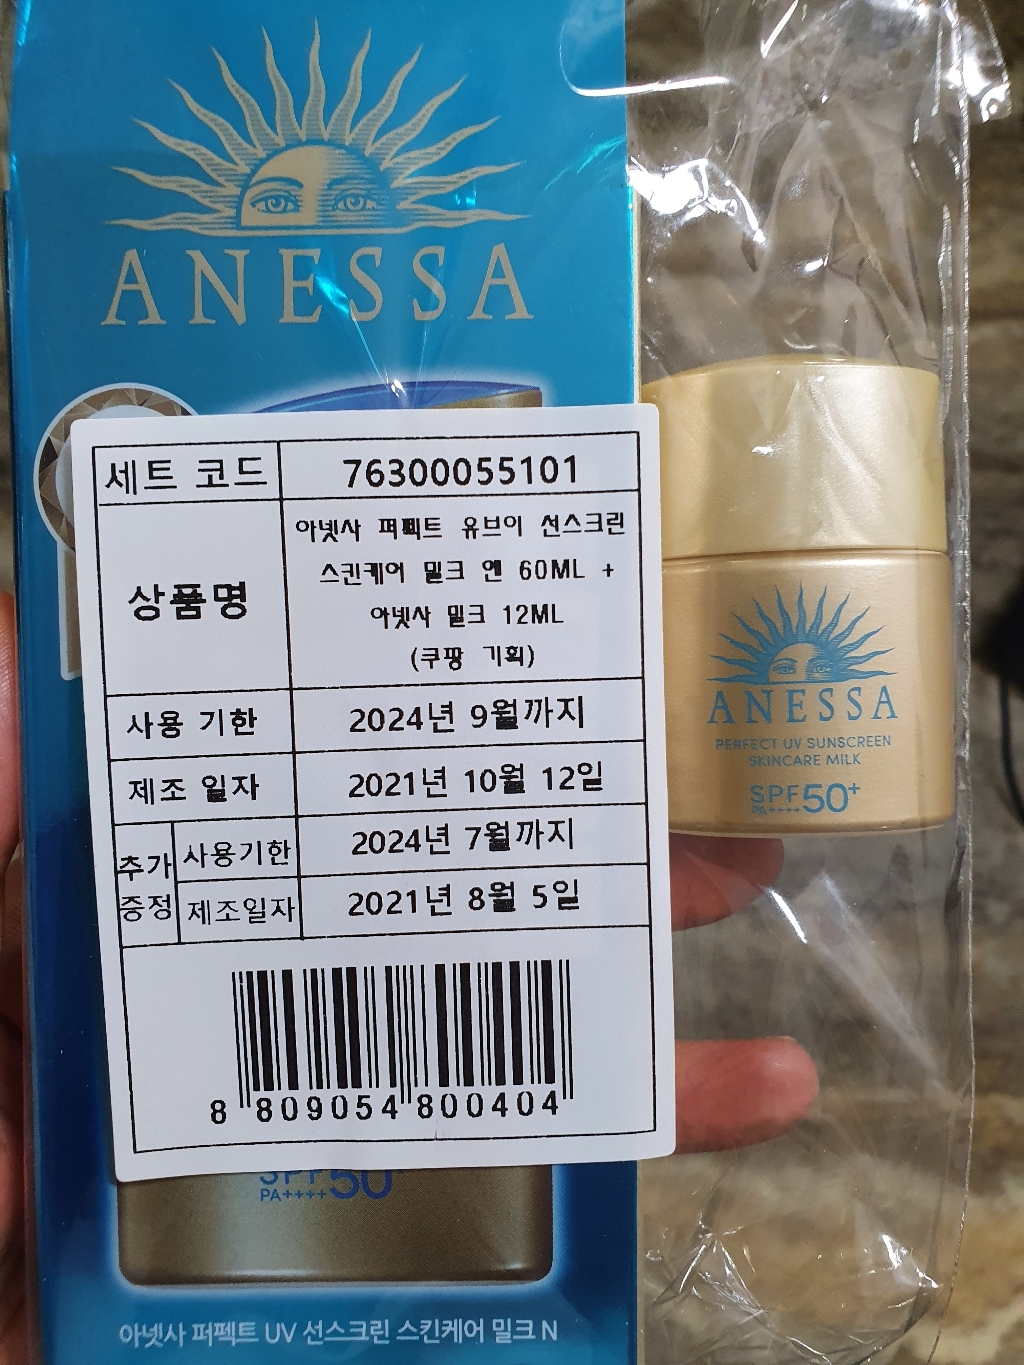 ANESSA
세트 코드 76300055101
상품명
아넷사 퍼펙트 유브이 선스크린
스킨케어 밀크 엔 60ML +
아넷사 밀크 12ML
(쿠팡 기획)
사용 기한 2024년 9월까지
제조 일자 2021년 10월 12일
추가
증정
사용기한 2024년 7월까지
제조일자 2021년 8월 5일
8 809054 800404
SPF50+
PA++++
아넷사 퍼펙트 UV 선스크린 스킨케어 밀크 N
ANESSA
PERFECT UV SUNSCREEN
SKINCARE MILK
SPF50+
PA++++